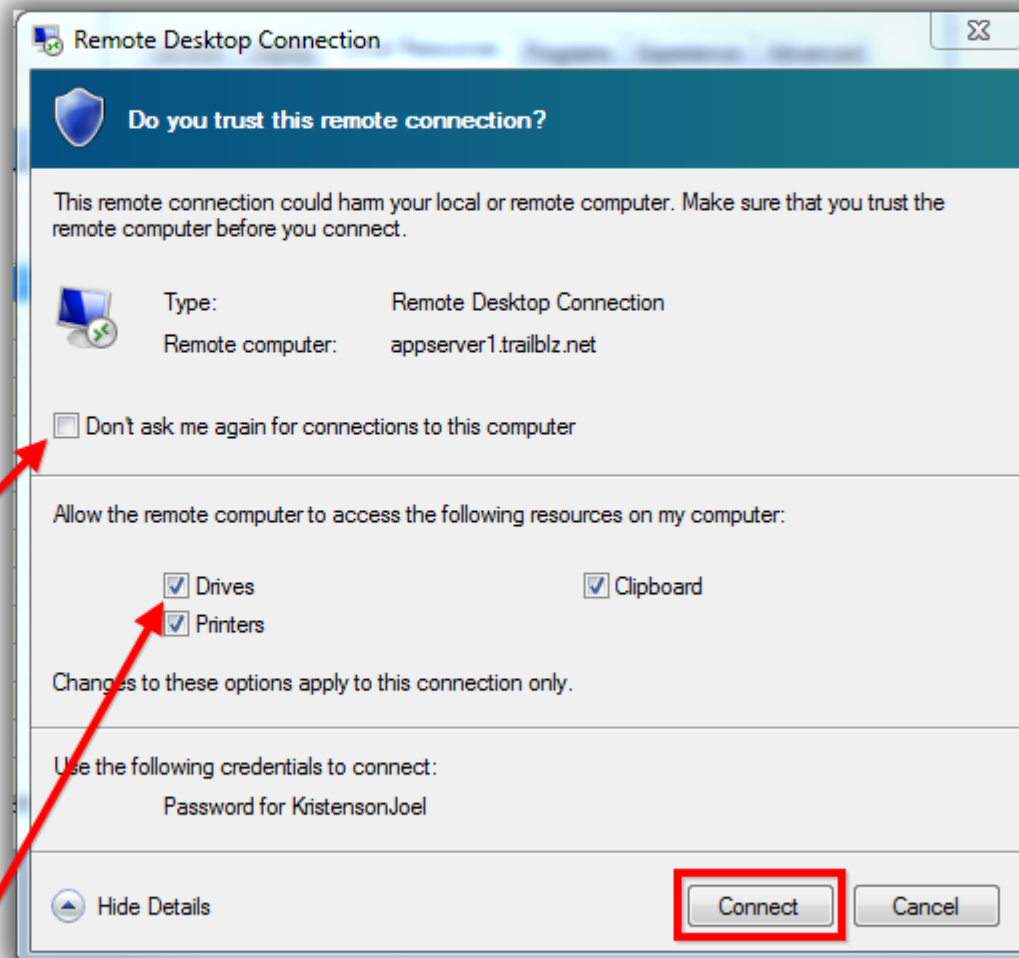 Remote Desktop Connection
Do you trust this remote connection?
This remote connection could harm your local or remote computer. Make sure that you trust the
remote computer before you connect.
Type: Remote Desktop Connection
Remote computer: appserver1.trailblz.net
Don't ask me again for connections to this computer
Allow the remote computer to access the following resources on my computer:
Drives Clipboard
Printers
Changes to these options apply to this connection only.
Use the following credentials to connect:
Password for KristensonJoel
Hide Details Connect Cancel